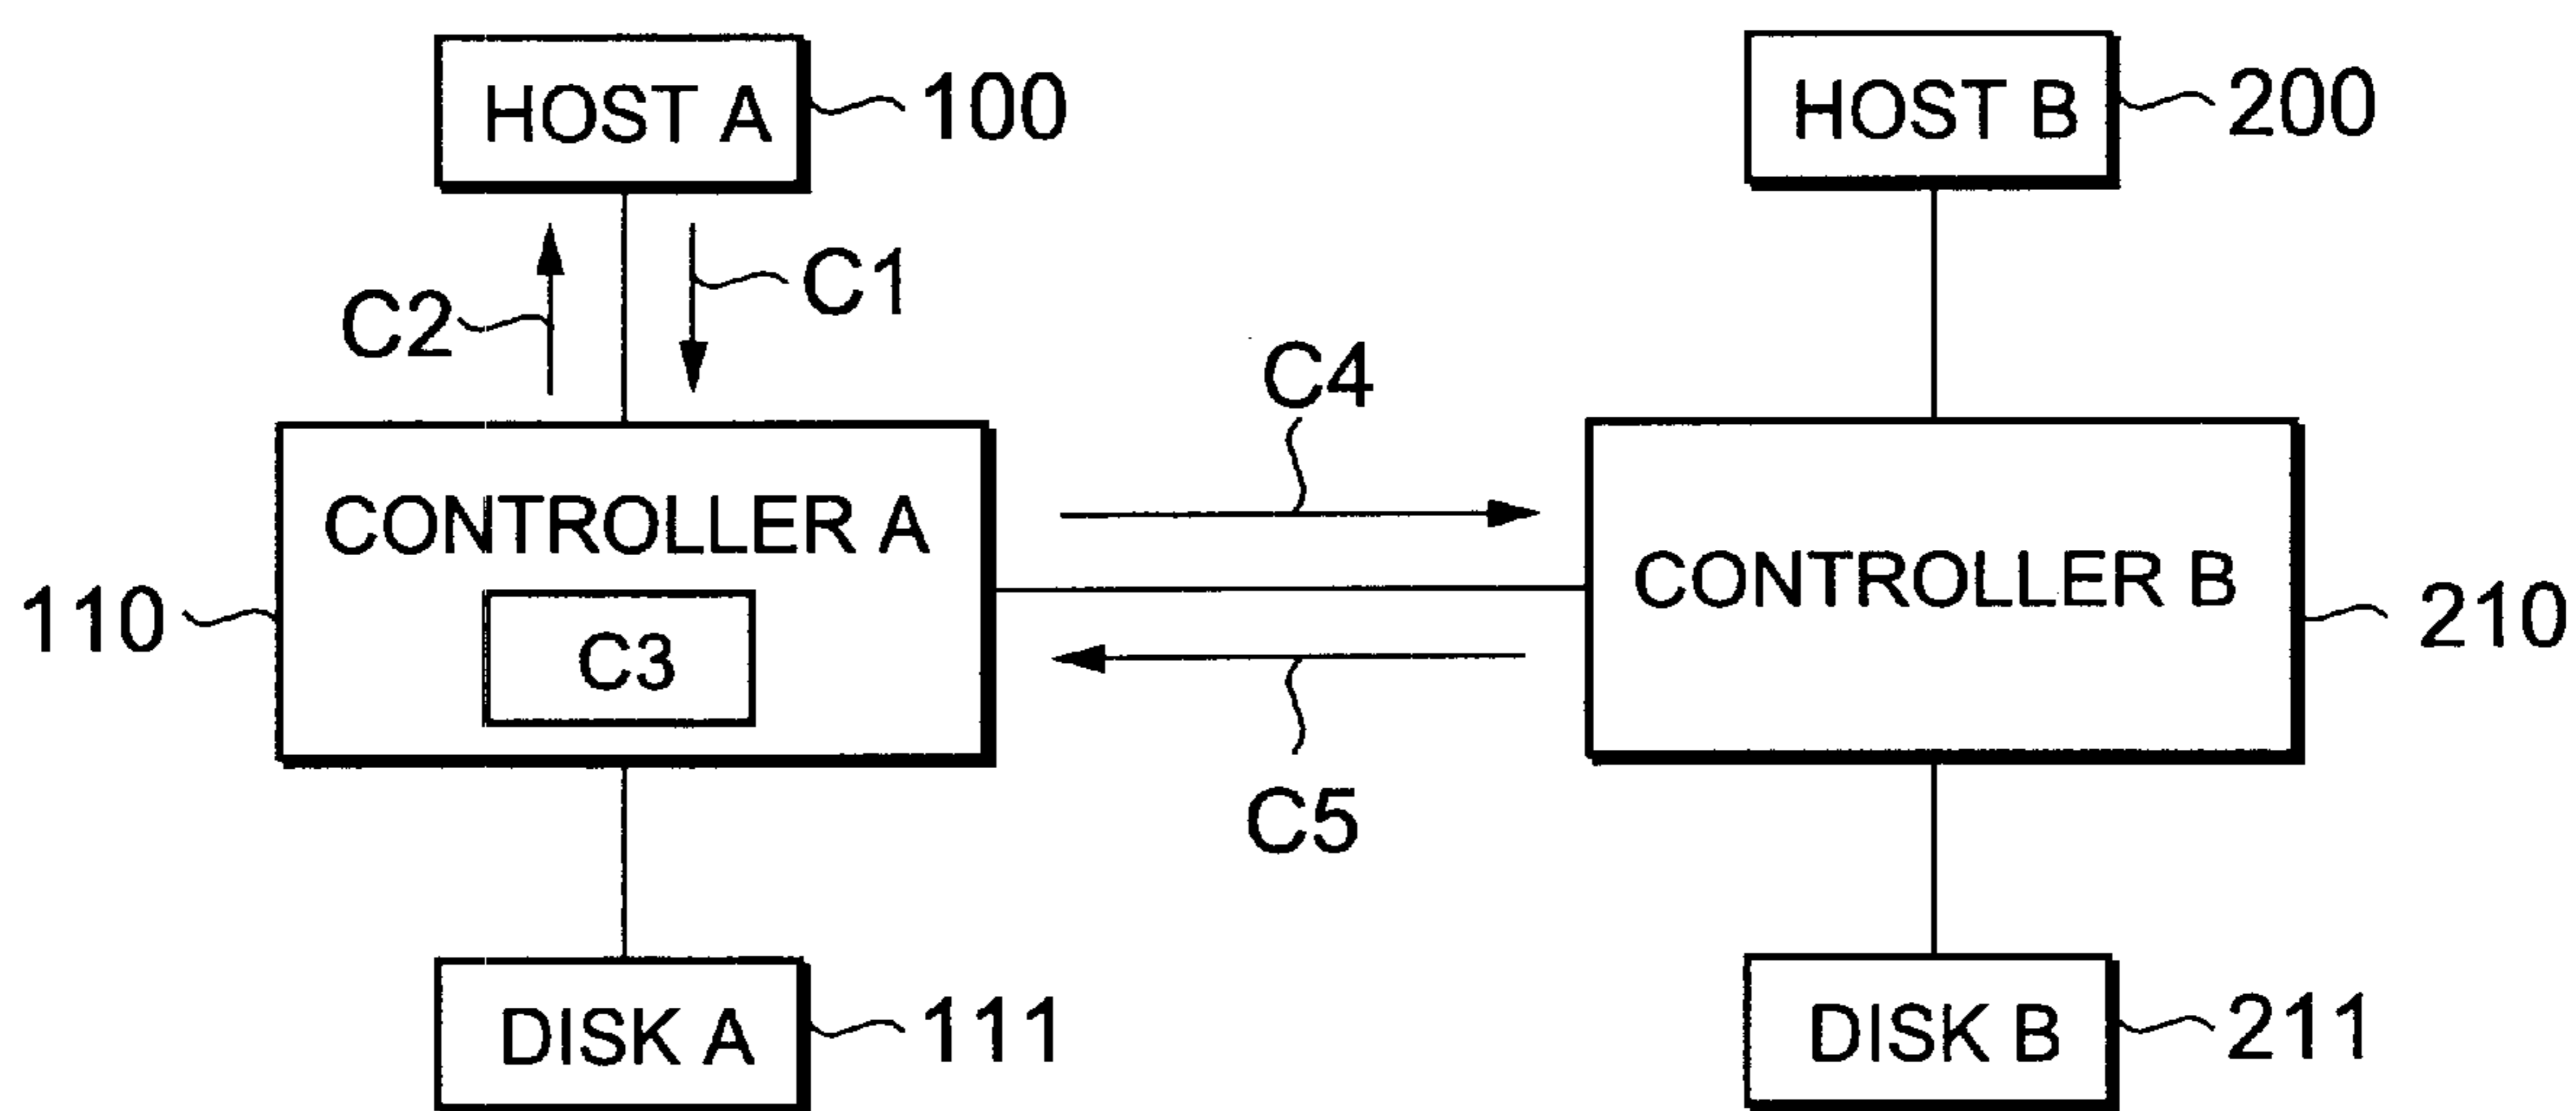 HOST A
100
HOST B
200
C2
C1
C4
CONTROLLER A
C3
110
CONTROLLER B
210
C5
DISK A
111
DISK B
211